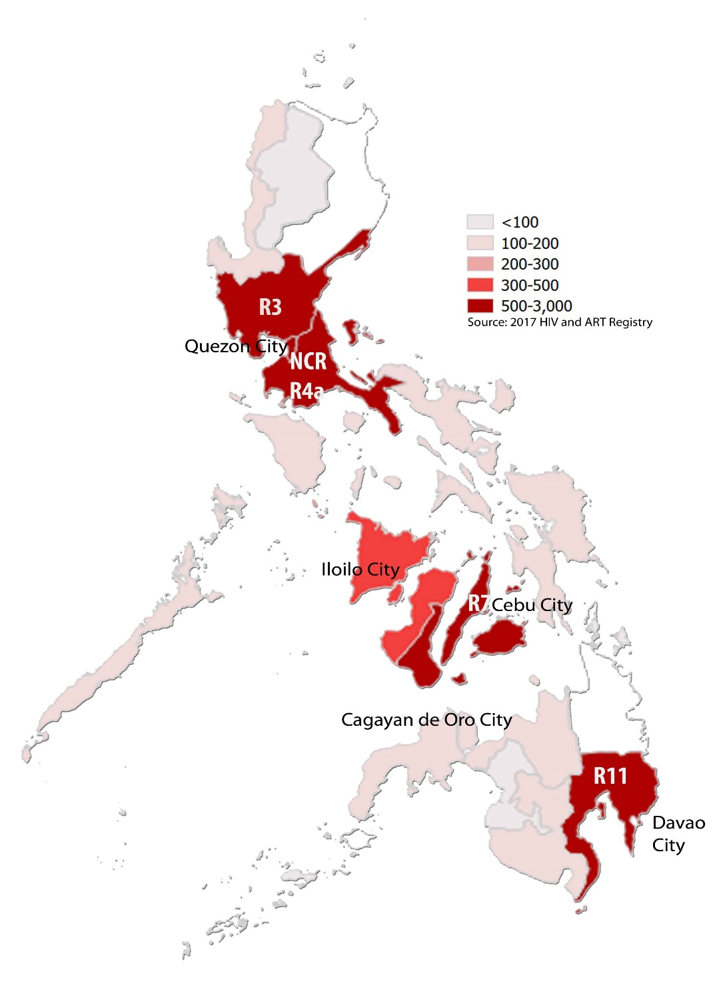 <100
100-200
200-300
300-500
500-3,000
Source: 2017 HIV and ART Registry
R3
Quezon City
NCR
R4a
Iloilo City
R7
Cebu City
Cagayan de Oro City
R11
Davao
City